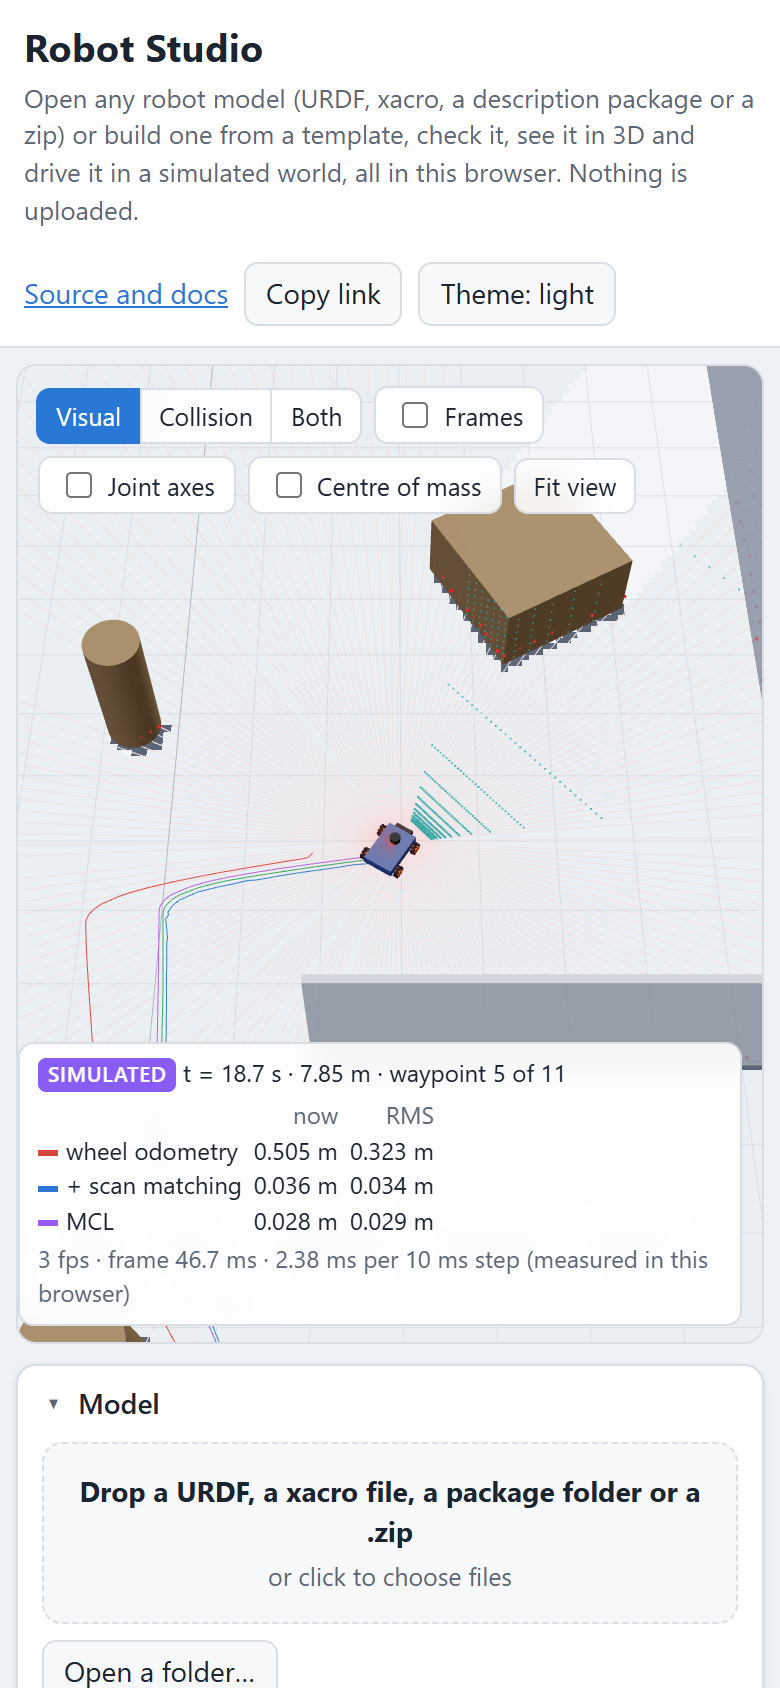 Robot Studio
Open any robot model (URDF, xacro, a description package or a
zip) or build one from a template, check it, see it in 3D and
drive it in a simulated world, all in this browser. Nothing is
uploaded.
Source and docs Copy link Theme: light
Visual Collision Both Frames
Joint axes Centre of mass Fit view
SIMULATED t = 18.7 s · 7.85 m · waypoint 5 of 11
now RMS
wheel odometry 0.505 m 0.323 m
+ scan matching 0.036 m 0.034 m
MCL 0.028 m 0.029 m
3 fps · frame 46.7 ms · 2.38 ms per 10 ms step (measured in this
browser)
▼ Model
Drop a URDF, a xacro file, a package folder or a
.zip
or click to choose files
Open a folder...